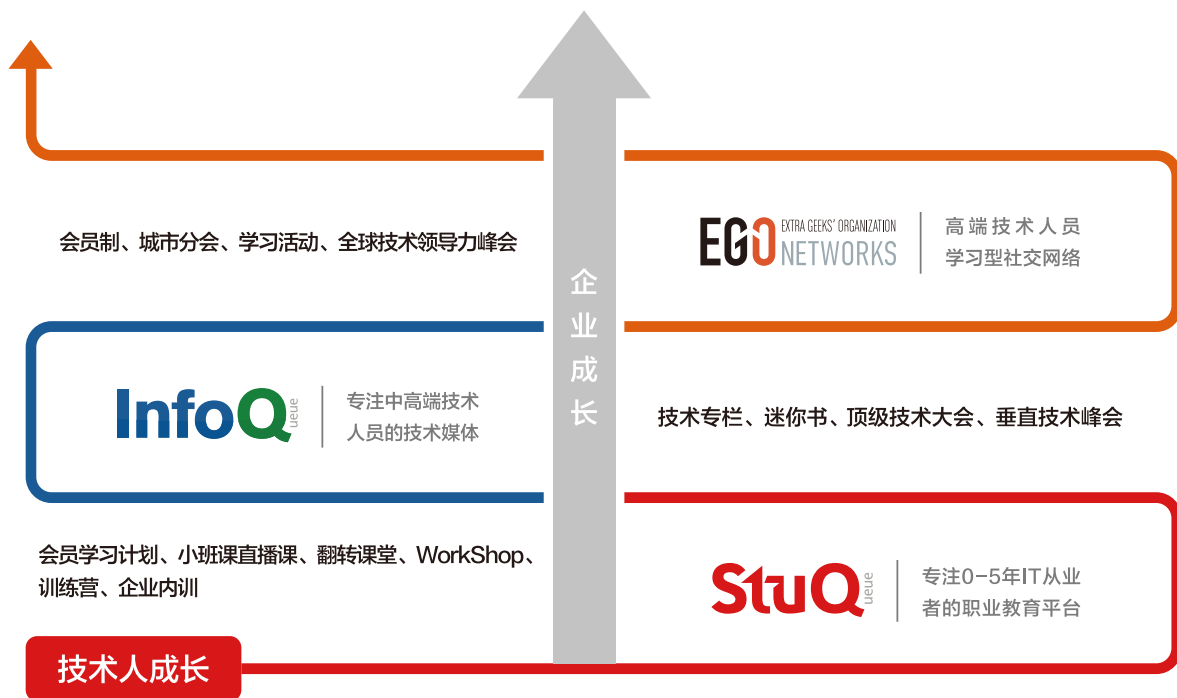 会员制、城市分会、学习活动、全球技术领导力峰会
EGO
EXTRA GEEKS' ORGANIZATION
NETWORKS
高端技术人员
学习型社交网络
企业成长
InfoQ
ueue
专注中高端技术
人员的技术媒体
技术专栏、迷你书、顶级技术大会、垂直技术峰会
会员学习计划、小班课直播课、翻转课堂、WorkShop、
训练营、企业内训
StuQ
ueue
专注0-5年IT从业
者的职业教育平台
技术人成长